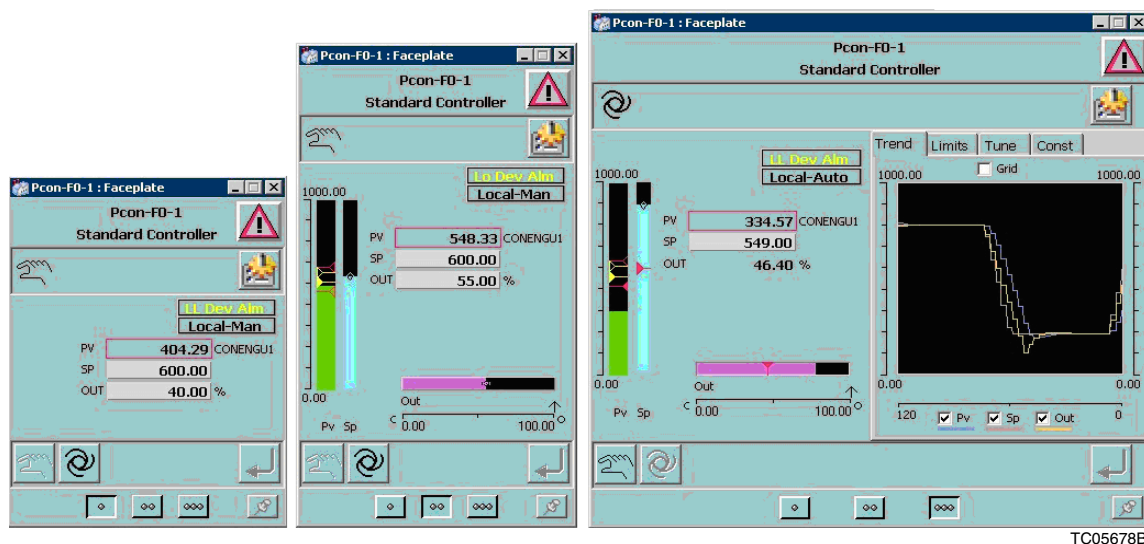 Pcon-F0-1 : Faceplate
Pcon-F0-1
Standard Controller
LL Dev Alm
Local-Man
PV 404.29 CONENGU1
SP 600.00
OUT 40.00 %
Pcon-F0-1 : Faceplate
Pcon-F0-1
Standard Controller
Lo Dev Alm
Local-Man
1000.00
PV 548.33 CONENGU1
SP 600.00
OUT 55.00 %
0.00
Out
Pv Sp
C 0.00 100.00 O
Pcon-F0-1 : Faceplate
Pcon-F0-1
Standard Controller
LL Dev Alm
Local-Auto
1000.00
PV 334.57 CONENGU1
SP 549.00
OUT 46.40 %
0.00
Out
Pv Sp
C 0.00 100.00 O
Trend Limits Tune Const
Grid
1000.00 1000.00
0.00 0.00
120 Pv Sp Out 0
TC05678B